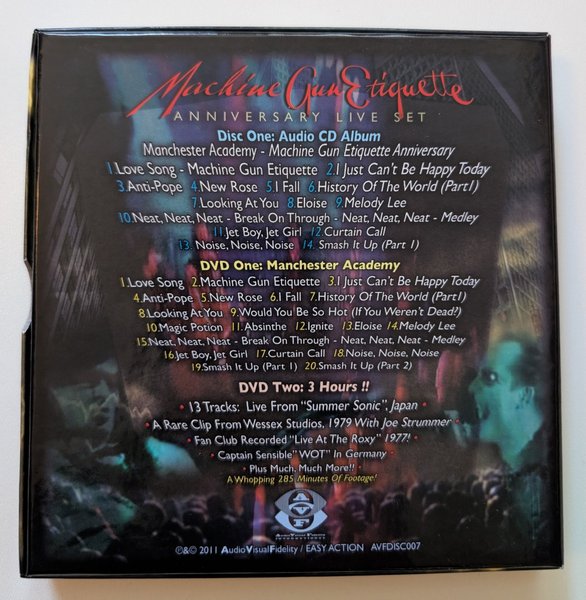 Machine Gun Etiquette
ANNIVERSARY LIVE SET
Disc One: Audio CD Album
Manchester Academy - Machine Gun Etiquette Anniversary
1.Love Song - Machine Gun Etiquette 2.I Just Can't Be Happy Today
3.Anti-Pope 4.New Rose 5.I Fall 6.History Of The World (Part1)
7.Looking At You 8.Eloise 9.Melody Lee
10.Neat, Neat, Neat - Break On Through - Neat, Neat, Neat - Medley
11.Jet Boy, Jet Girl 12.Curtain Call
13. Noise, Noise, Noise 14. Smash It Up (Part 1)
DVD One: Manchester Academy
1.Love Song 2.Machine Gun Etiquette 3.I Just Can't Be Happy Today
4.Anti-Pope 5.New Rose 6.I Fall 7.History Of The World (Part1)
8.Looking At You 9.Would You Be So Hot (If You Weren't Dead?)
10.Magic Potion 11.Absinthe 12.Ignite 13.Eloise 14.Melody Lee
15.Neat, Neat, Neat - Break On Through - Neat, Neat, Neat - Medley
16.Jet Boy, Jet Girl 17.Curtain Call 18.Noise, Noise, Noise
19.Smash It Up (Part 1) 20.Smash It Up (Part 2)
DVD Two: 3 Hours !!
• 13 Tracks: Live From "Summer Sonic", Japan •
• A Rare Clip From Wessex Studios, 1979 With Joe Strummer •
• Fan Club Recorded "Live At The Roxy" 1977! •
• Captain Sensible "WOT" In Germany •
• Plus Much, Much More!! •
A Whopping 285 Minutes Of Footage!
AVF
AudioVisual Fidelity
INTERNATIONAL
℗&© 2011 AudioVisualFidelity / EASY ACTION AVFDISC007